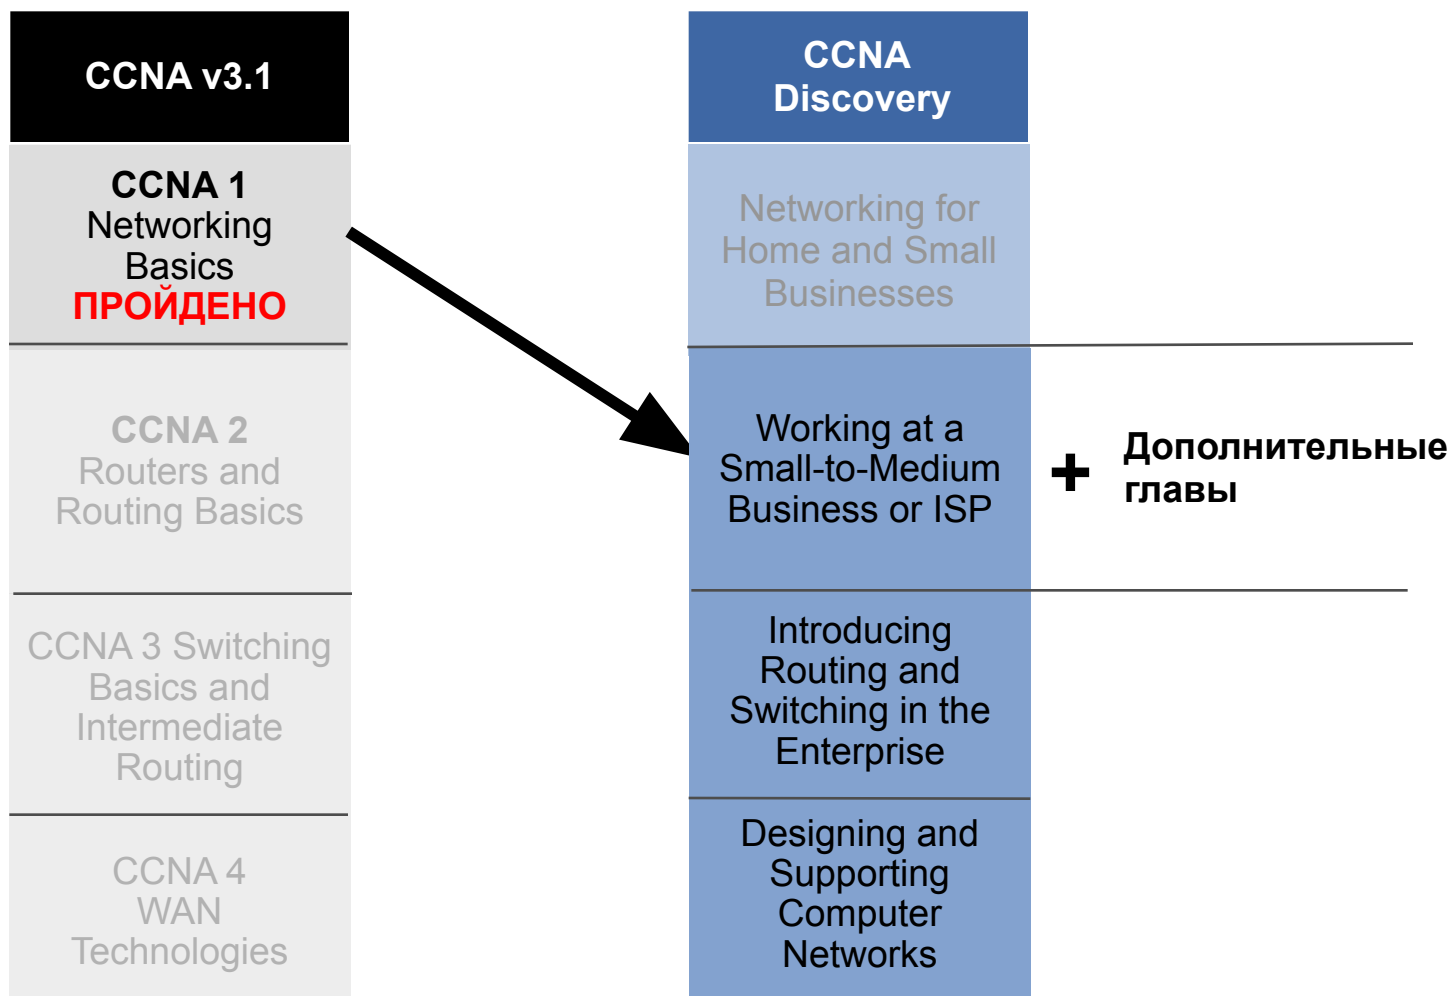 CCNA v3.1
CCNA 1
Networking
Basics
ПРОЙДЕНО
CCNA 2
Routers and
Routing Basics
CCNA 3 Switching
Basics and
Intermediate
Routing
CCNA 4
WAN
Technologies
CCNA
Discovery
Networking for
Home and Small
Businesses
Working at a
Small-to-Medium
Business or ISP
+
Дополнительные
главы
Introducing
Routing and
Switching in the
Enterprise
Designing and
Supporting
Computer
Networks